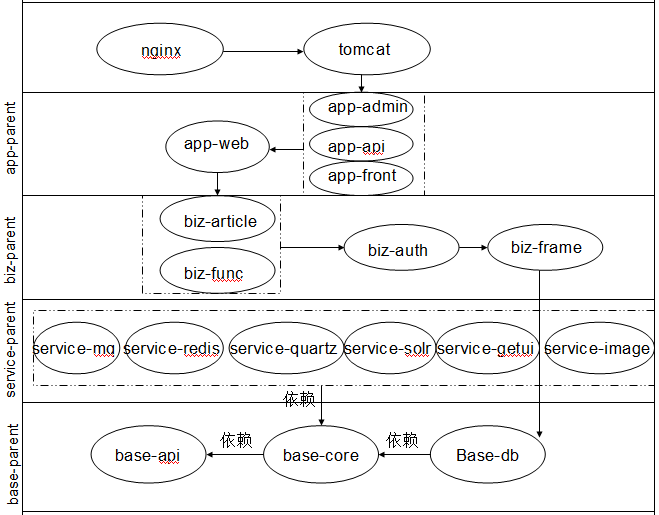 nginx
tomcat
app-parent
app-admin
app-web
app-api
app-front
biz-parent
biz-article
biz-auth
biz-frame
biz-func
service-parent
service-mq
service-redis
service-quartz
service-solr
service-getui
service-image
依赖
base-parent
base-api
依赖
base-core
依赖
Base-db